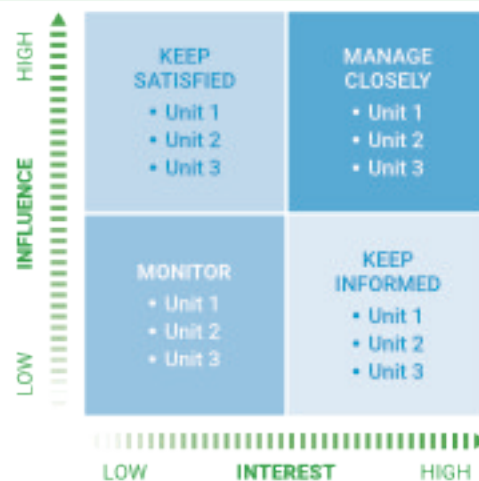 HIGH
INFLUENCE
LOW
KEEP
SATISFIED
• Unit 1
• Unit 2
• Unit 3
MANAGE
CLOSELY
• Unit 1
• Unit 2
• Unit 3
MONITOR
• Unit 1
• Unit 2
• Unit 3
KEEP
INFORMED
• Unit 1
• Unit 2
• Unit 3
LOW INTEREST HIGH